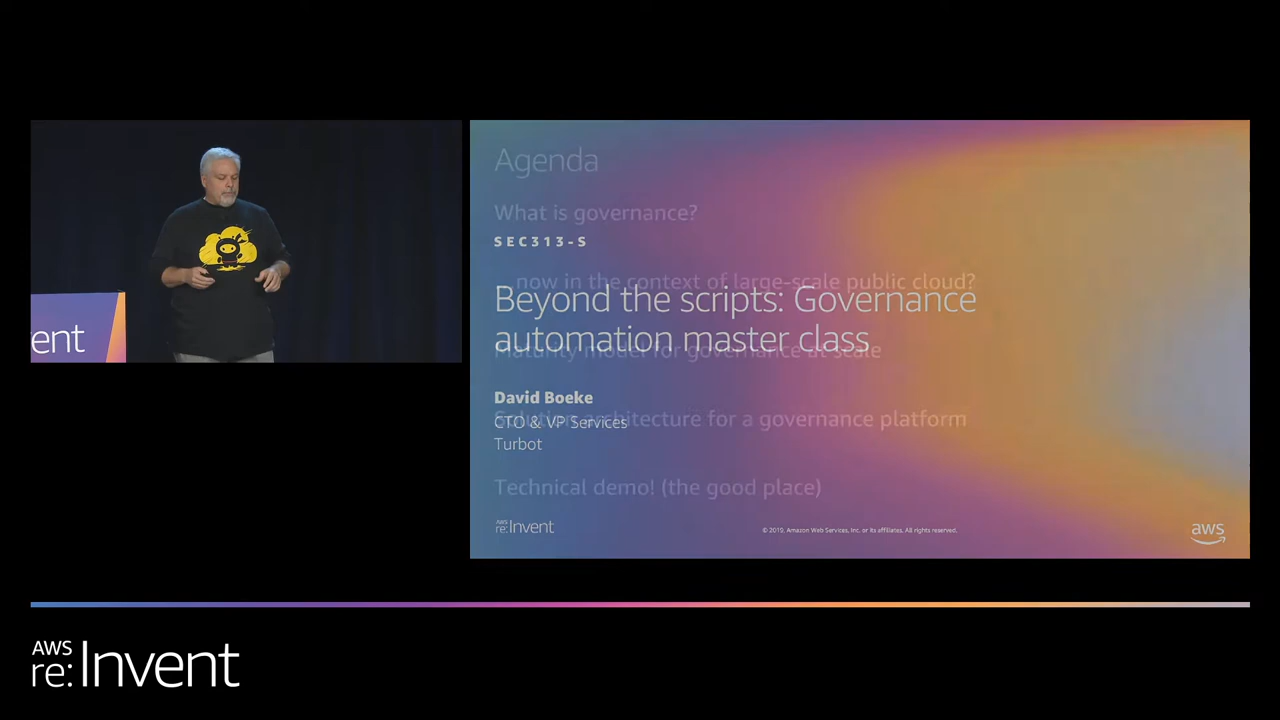 ent
Agenda
What is governance?
SEC313-S
now in the context of large-scale public cloud?
Beyond the scripts: Governance
automation master class
Maturity model for governance at scale
David Boeke
Solution architecture for a governance platform
CTO & VP Services
Turbot
Technical demo! (the good place)
AWS
re:Invent
© 2019, Amazon Web Services, Inc. or its affiliates. All rights reserved.
aws
AWS
re:Invent